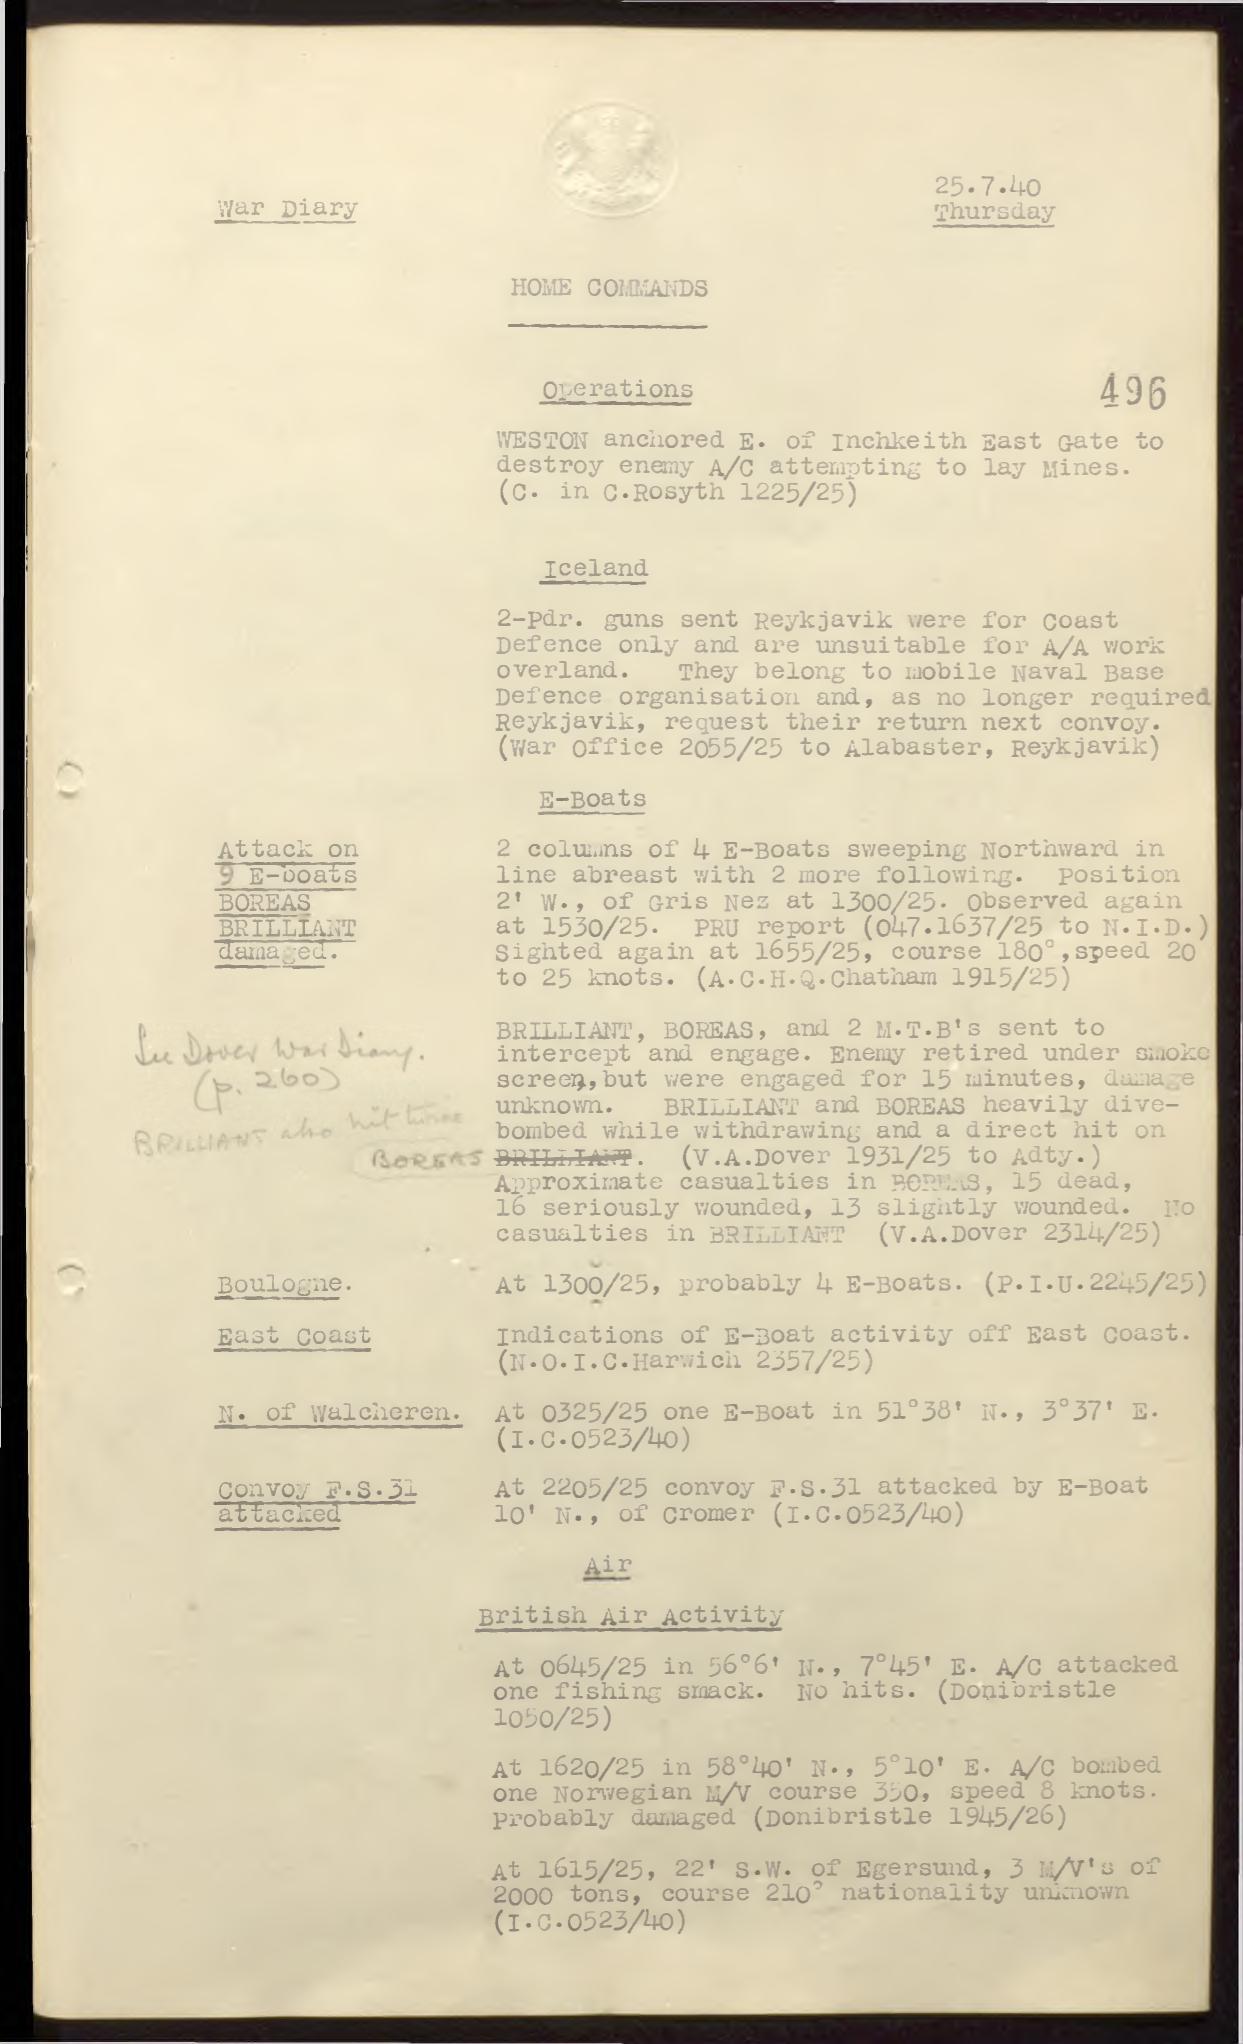 25.7.40
War Diary
Thursday
HOME COMMANDS
Operations
496
WESTON anchored E. of Inchkeith East Gate to
destroy enemy A/C attempting to lay Mines.
(C. in C.Rosyth 1225/25)
Iceland
2-Pdr. guns sent Reykjavik were for Coast
Defence only and are unsuitable for A/A work
overland. They belong to mobile Naval Base
Defence organisation and, as no longer required
Reykjavik, request their return next convoy.
(War Office 2055/25 to Alabaster, Reykjavik)
E-Boats
Attack on
9 E-boats
BOREAS
BRILLIANT
damaged.
2 columns of 4 E-Boats sweeping Northward in
line abreast with 2 more following. Position
2' W., of Gris Nez at 1300/25. Observed again
at 1530/25. PRU report (047.1637/25 to N.I.D.)
Sighted again at 1655/25, course 180°,speed 20
to 25 knots. (A.C.H.Q.Chatham 1915/25)
See Dover War Diary.
(p. 260)
BRILLIANT also hit twice
BOREAS
BRILLIANT, BOREAS, and 2 M.T.B's sent to
intercept and engage. Enemy retired under smoke
screen,but were engaged for 15 minutes, damage
unknown. BRILLIANT and BOREAS heavily dive-
bombed while withdrawing and a direct hit on
BRILLIANT. (V.A.Dover 1931/25 to Adty.)
Approximate casualties in BOREAS, 15 dead,
16 seriously wounded, 13 slightly wounded. No
casualties in BRILLIANT (V.A.Dover 2314/25)
Boulogne.
At 1300/25, probably 4 E-Boats. (P.I.U.2245/25)
East Coast
Indications of E-Boat activity off East Coast.
(N.O.I.C.Harwich 2357/25)
N. of Walcheren.
At 0325/25 one E-Boat in 51°38' N., 3°37' E.
(I.C.0523/40)
Convoy F.S.31
attacked
At 2205/25 convoy F.S.31 attacked by E-Boat
10' N., of Cromer (I.C.0523/40)
Air
British Air Activity
At 0645/25 in 56°6' N., 7°45' E. A/C attacked
one fishing smack. No hits. (Donibristle
1050/25)
At 1620/25 in 58°40' N., 5°10' E. A/C bombed
one Norwegian M/V course 350, speed 8 knots.
Probably damaged (Donibristle 1945/26)
At 1615/25, 22' S.W. of Egersund, 3 M/V's of
2000 tons, course 210° nationality unknown
(I.C.0523/40)